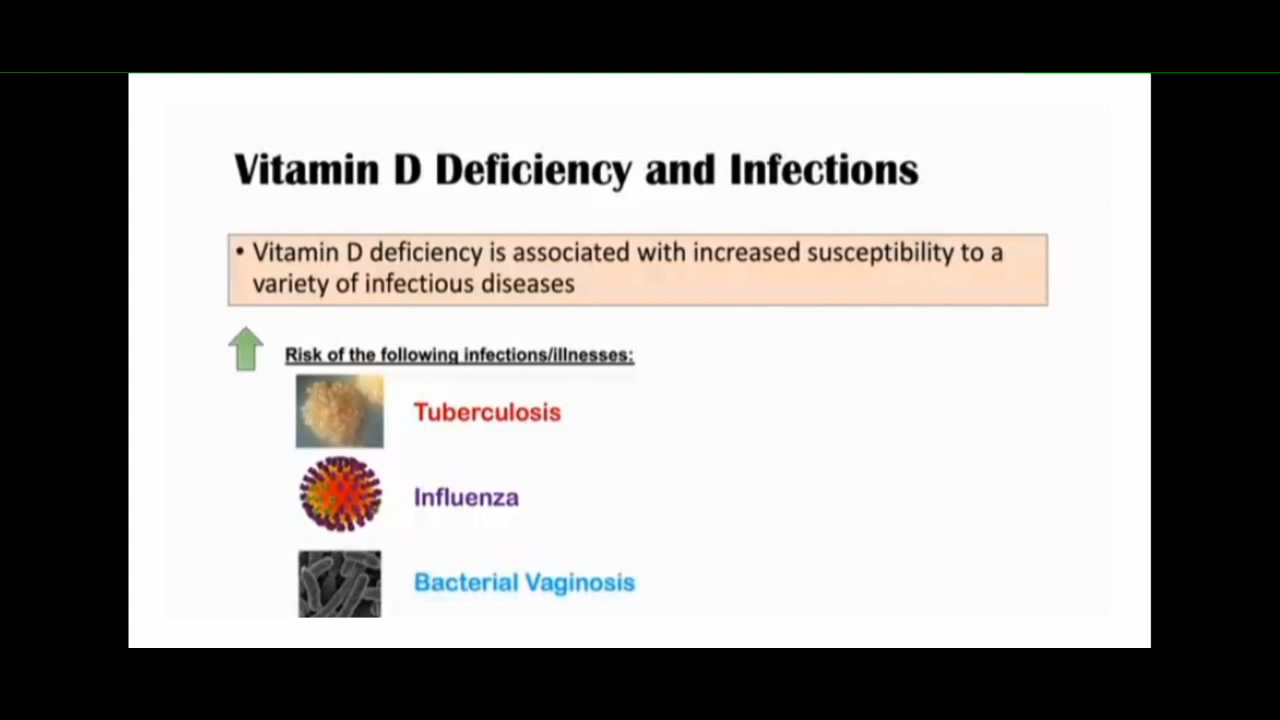 Vitamin D Deficiency and Infections
• Vitamin D deficiency is associated with increased susceptibility to a
variety of infectious diseases
Risk of the following infections/illnesses:
Tuberculosis
Influenza
Bacterial Vaginosis